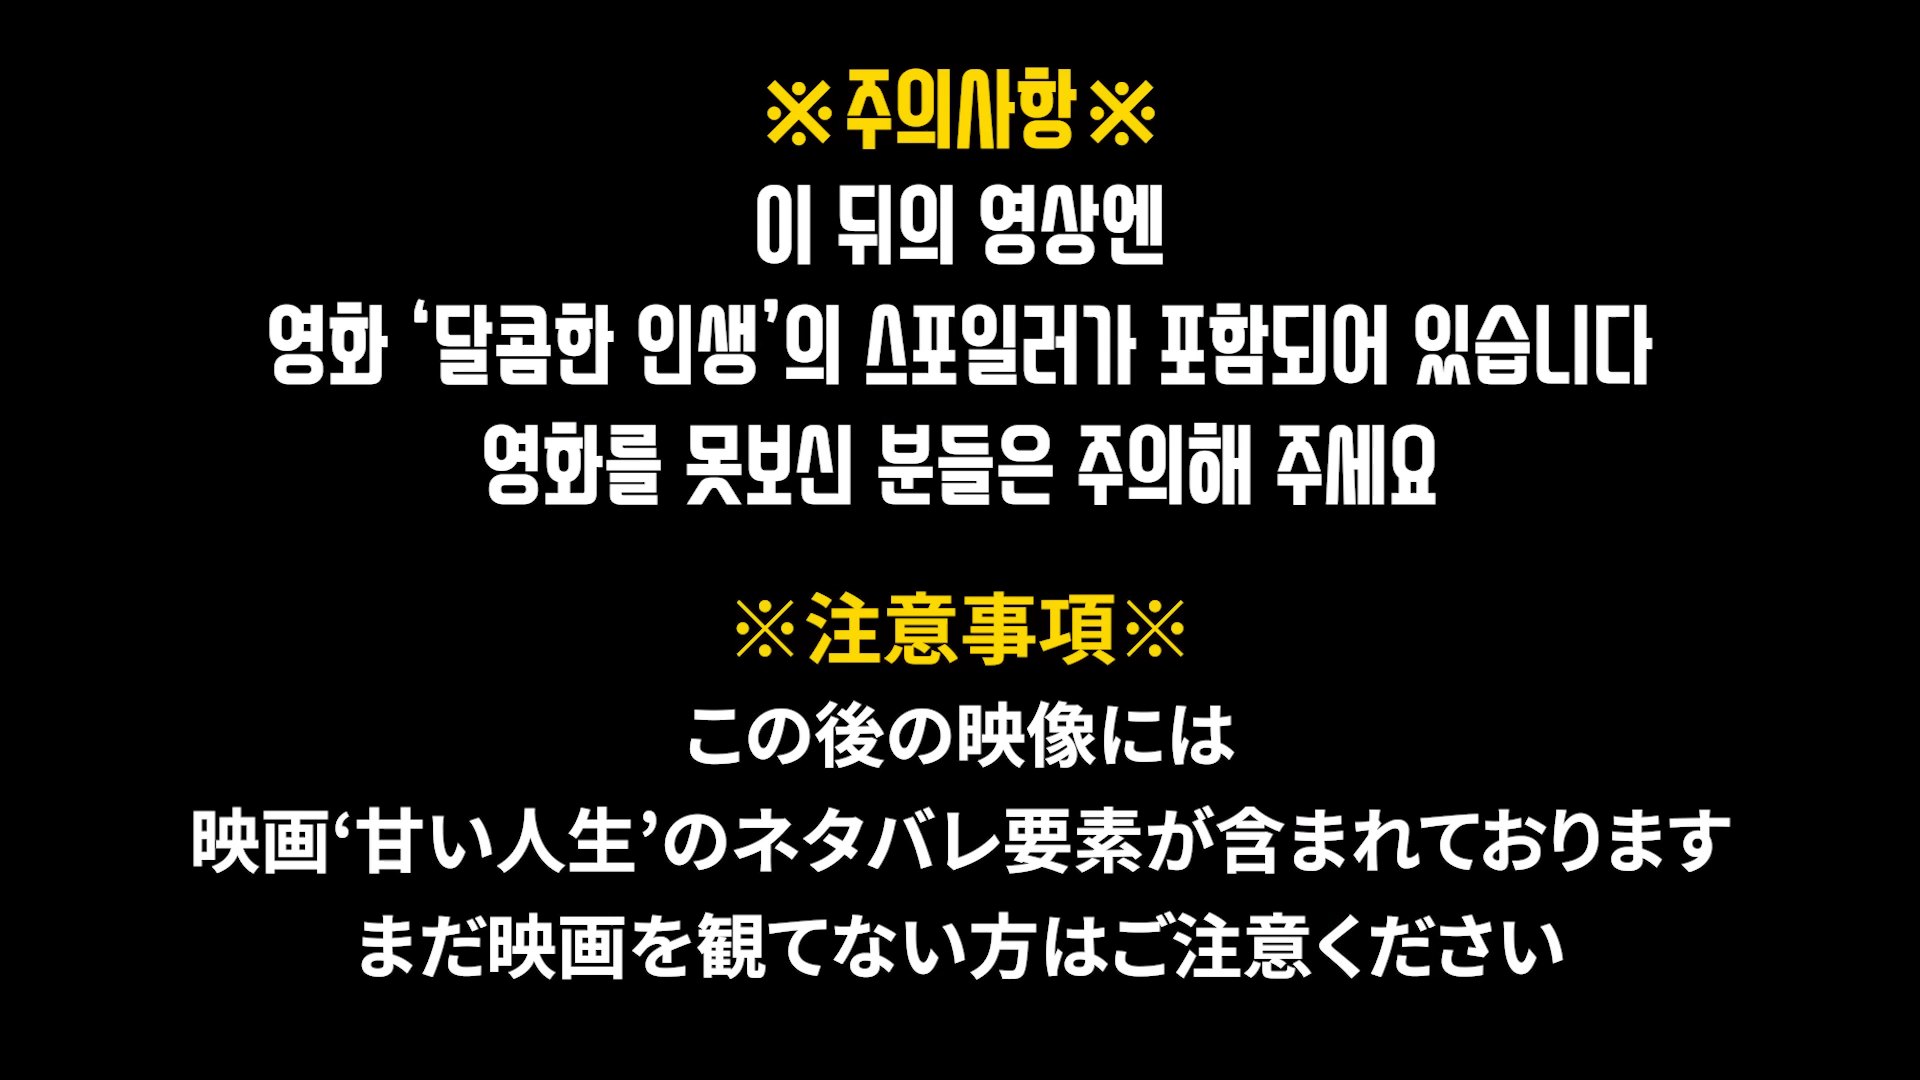 ※주의사항※
이 뒤의 영상엔
영화 ‘달콤한 인생’의 스포일러가 포함되어 있습니다
영화를 못보신 분들은 주의해 주세요
※注意事項※
この後の映像には
映画‘甘い人生’のネタバレ要素が含まれております
まだ映画を観てない方はご注意ください